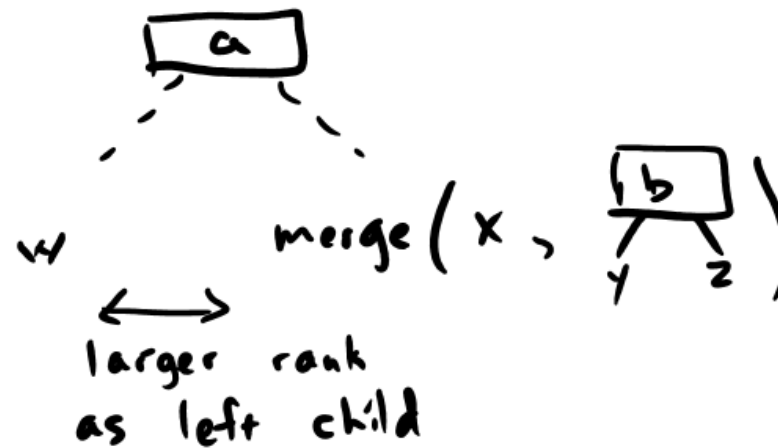 a
w merge ( x , b )
y z
larger rank
as left child